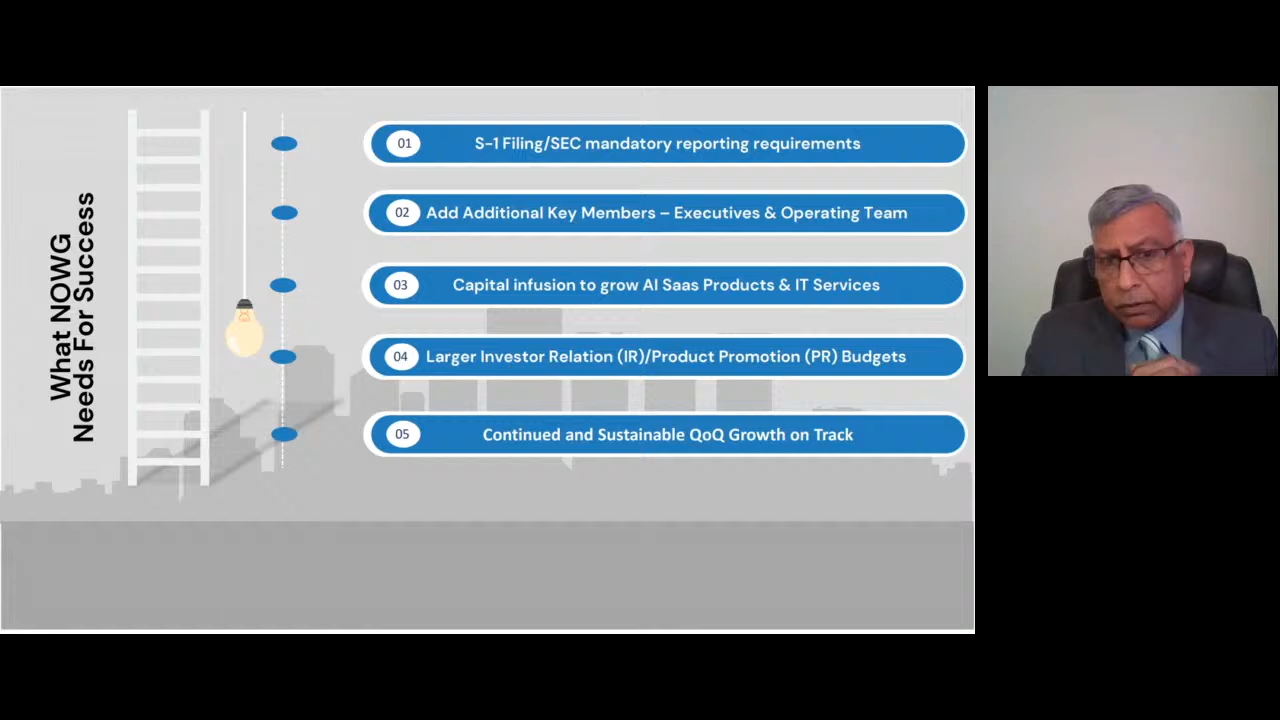 What NOWG
Needs For Success
01 S-1 Filing/SEC mandatory reporting requirements
02 Add Additional Key Members – Executives & Operating Team
03 Capital infusion to grow AI Saas Products & IT Services
04 Larger Investor Relation (IR)/Product Promotion (PR) Budgets
05 Continued and Sustainable QoQ Growth on Track